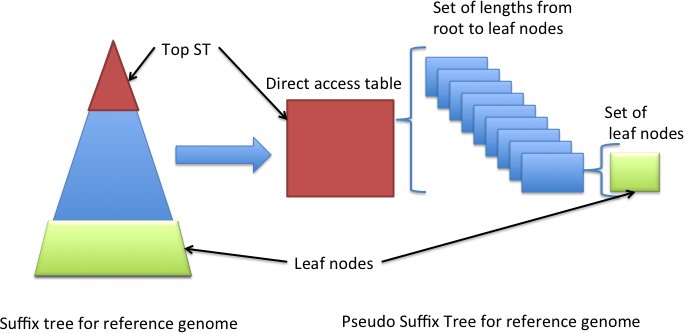 Set of lengths from
root to leaf nodes
Top ST
Direct access table
Set of
leaf nodes
Leaf nodes
Suffix tree for reference genome
Pseudo Suffix Tree for reference genome